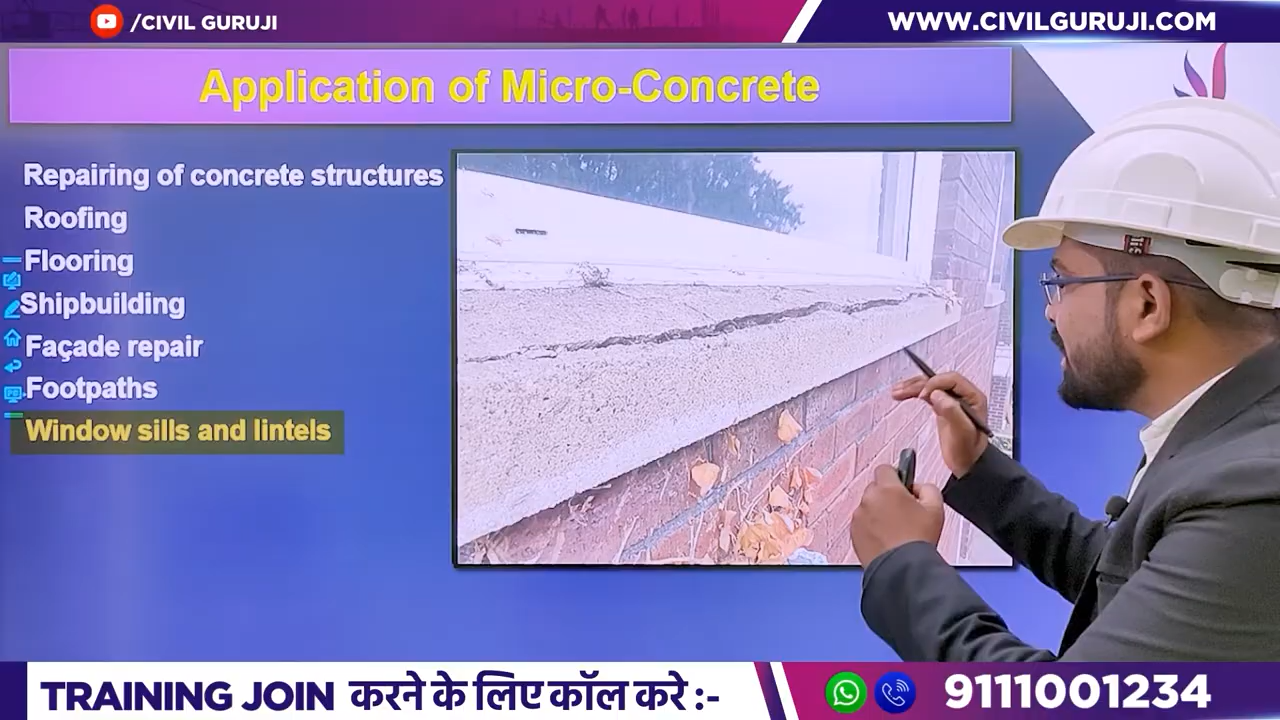 /CIVIL GURUJI
WWW.CIVILGURUJI.COM
Application of Micro-Concrete
Repairing of concrete structures
Roofing
Flooring
Shipbuilding
Façade repair
Footpaths
Window sills and lintels
TRAINING JOIN करने के लिए कॉल करे :-
9111001234